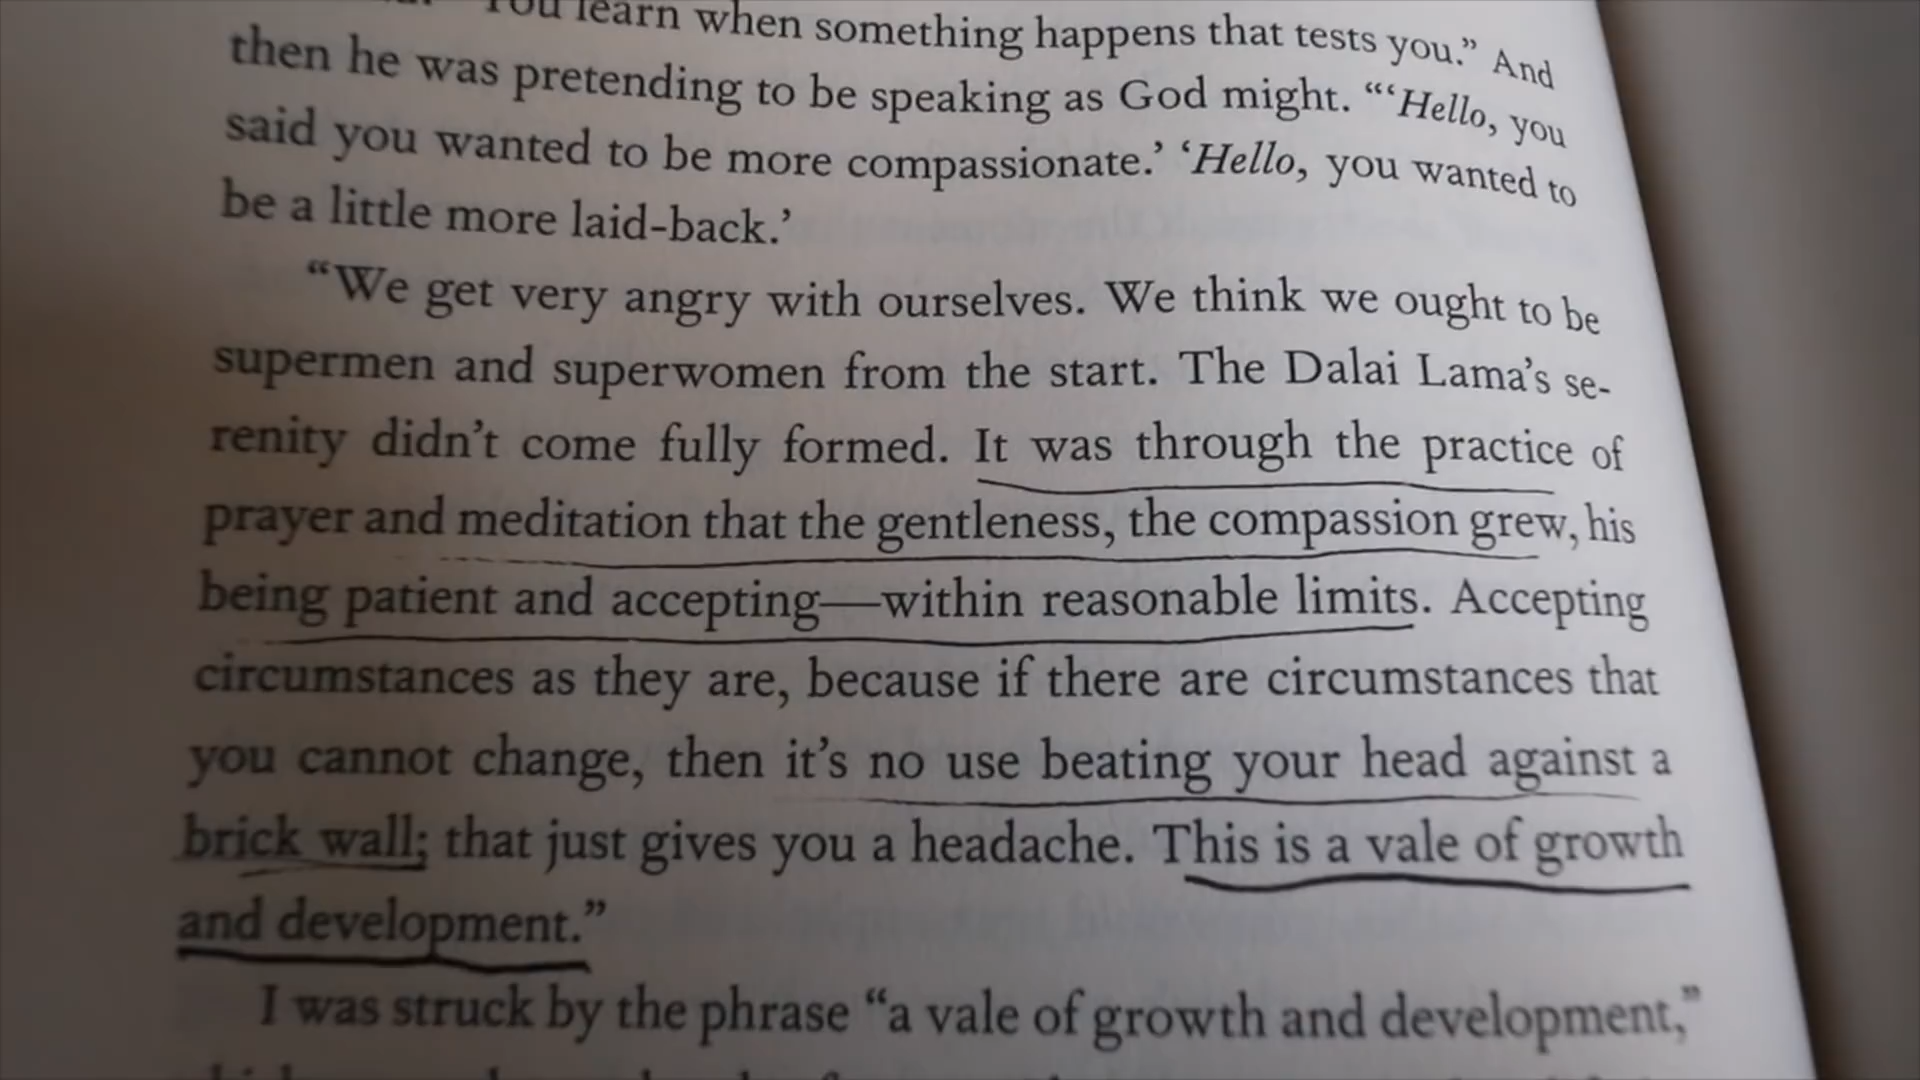 You learn when something happens that tests you.” And
then he was pretending to be speaking as God might. “‘Hello, you
said you wanted to be more compassionate.’ ‘Hello, you wanted to
be a little more laid-back.’
“We get very angry with ourselves. We think we ought to be
supermen and superwomen from the start. The Dalai Lama’s se-
renity didn’t come fully formed. It was through the practice of
prayer and meditation that the gentleness, the compassion grew, his
being patient and accepting—within reasonable limits. Accepting
circumstances as they are, because if there are circumstances that
you cannot change, then it’s no use beating your head against a
brick wall; that just gives you a headache. This is a vale of growth
and development.”
I was struck by the phrase “a vale of growth and development,”